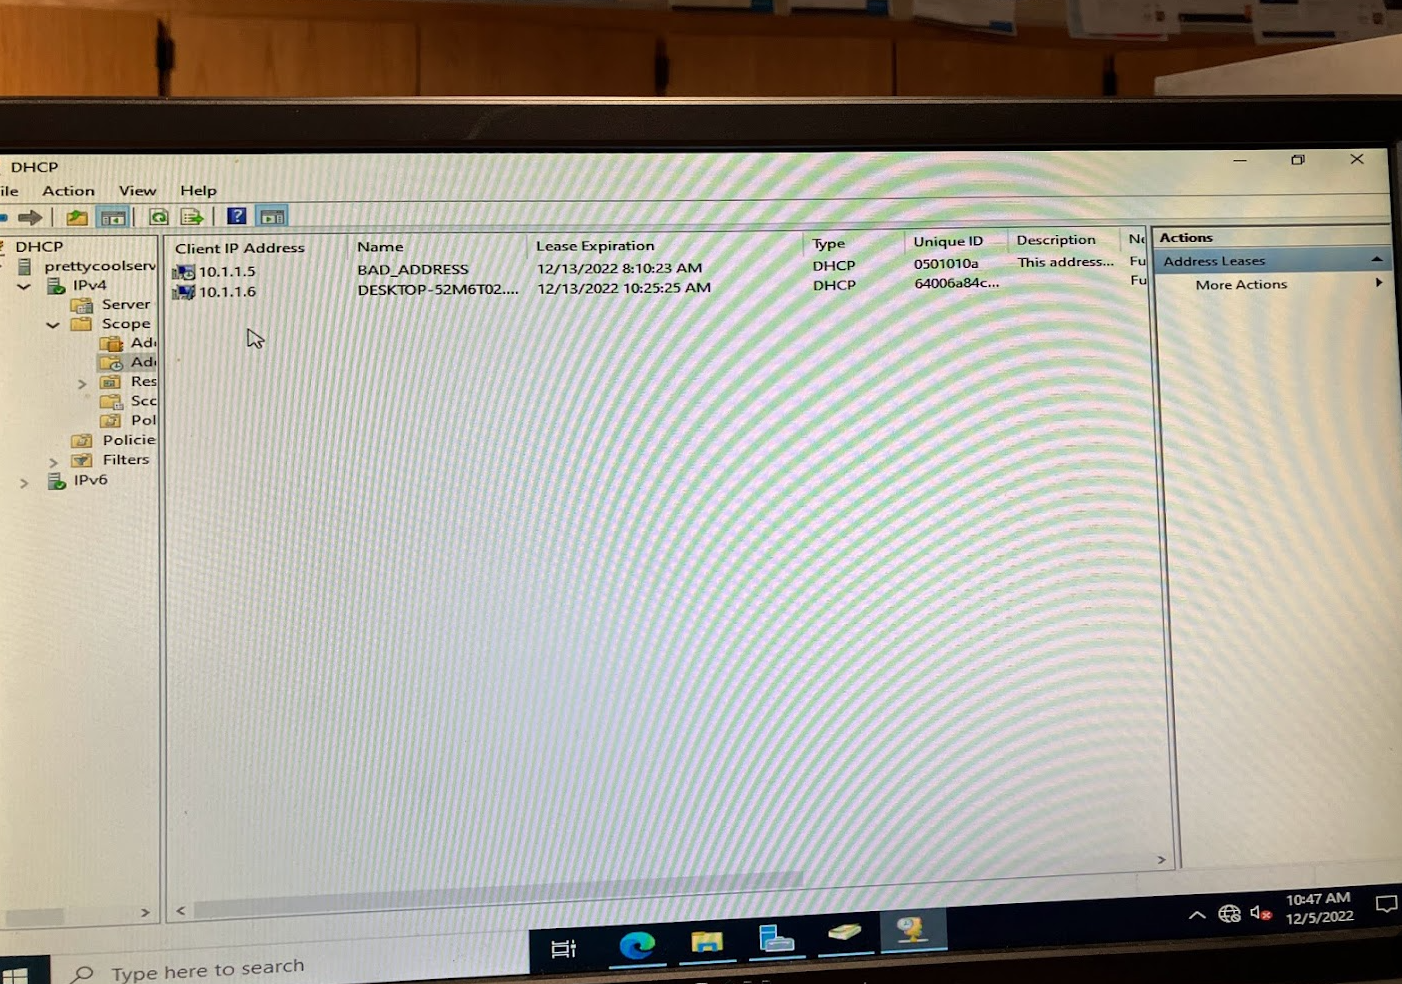 DHCP
ile Action View Help
DHCP
prettycoolserv
IPv4
Server
Scope
Ad
Ad
Res
Scc
Pol
Policie
Filters
IPv6
Client IP Address Name Lease Expiration Type Unique ID Description
10.1.1.5 BAD_ADDRESS 12/13/2022 8:10:23 AM DHCP 0501010a This address... Fu
10.1.1.6 DESKTOP-52M6T02.... 12/13/2022 10:25:25 AM DHCP 64006a84c... Fu
Actions
Address Leases
More Actions
Type here to search
10:47 AM
12/5/2022